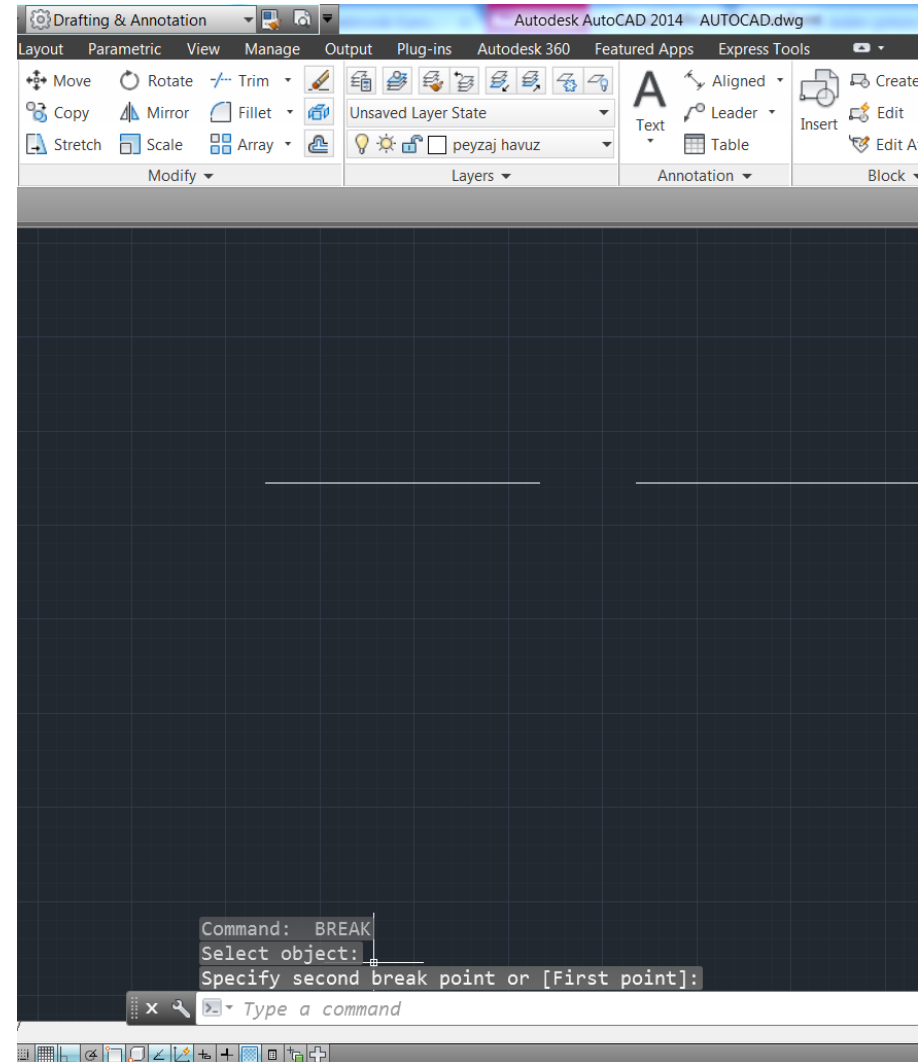 Drafting & Annotation
Autodesk AutoCAD 2014 AUTOCAD.dwg
Layout Parametric View Manage Output Plug-ins Autodesk 360 Featured Apps Express Tools
Move Rotate Trim
Copy Mirror Fillet
Stretch Scale Array
Modify
Unsaved Layer State
peyzaj havuz
Layers
A
Text
Aligned
Leader
Table
Annotation
Insert
Create
Edit
Edit A
Block
Command: BREAK
Select object:
Specify second break point or [First point]:
Type a command